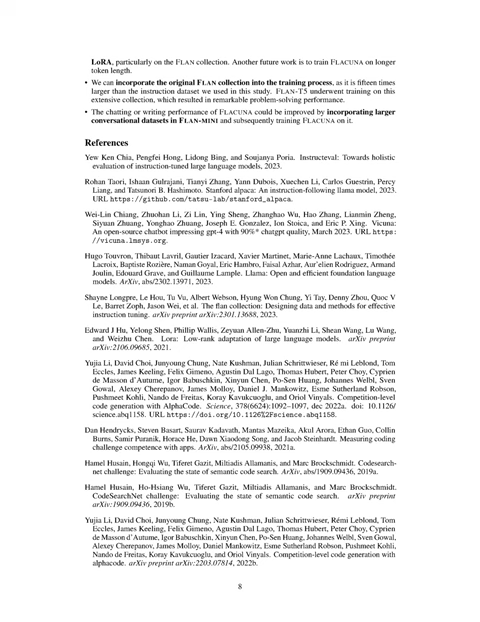 LoRA, particularly on the FLAN collection. Another future work is to train FLACUNA on longer
token length.
• We can incorporate the original FLAN collection into the training process, as it is fifteen times
larger than the instruction dataset we used in this study. FLAN-T5 underwent training on this
extensive collection, which resulted in remarkable problem-solving performance.
• The chatting or writing performance of FLACUNA could be improved by incorporating larger
conversational datasets in FLAN-MINI and subsequently training FLACUNA on it.
References
Yew Ken Chia, Pengfei Hong, Lidong Bing, and Soujanya Poria. Instructeval: Towards holistic
evaluation of instruction-tuned large language models, 2023.
Rohan Taori, Ishaan Gulrajani, Tianyi Zhang, Yann Dubois, Xuechen Li, Carlos Guestrin, Percy
Liang, and Tatsunori B. Hashimoto. Stanford alpaca: An instruction-following llama model, 2023.
URL https://github.com/tatsu-lab/stanford_alpaca.
Wei-Lin Chiang, Zhuohan Li, Zi Lin, Ying Sheng, Zhanghao Wu, Hao Zhang, Lianmin Zheng,
Siyuan Zhuang, Yonghao Zhuang, Joseph E. Gonzalez, Ion Stoica, and Eric P. Xing. Vicuna:
An open-source chatbot impressing gpt-4 with 90%* chatgpt quality, March 2023. URL https:
//vicuna.lmsys.org.
Hugo Touvron, Thibaut Lavril, Gautier Izacard, Xavier Martinet, Marie-Anne Lachaux, Timothée
Lacroix, Baptiste Rozière, Naman Goyal, Eric Hambro, Faisal Azhar, Aur'elien Rodriguez, Armand
Joulin, Edouard Grave, and Guillaume Lample. Llama: Open and efficient foundation language
models. ArXiv, abs/2302.13971, 2023.
Shayne Longpre, Le Hou, Tu Vu, Albert Webson, Hyung Won Chung, Yi Tay, Denny Zhou, Quoc V
Le, Barret Zoph, Jason Wei, et al. The flan collection: Designing data and methods for effective
instruction tuning. arXiv preprint arXiv:2301.13688, 2023.
Edward J Hu, Yelong Shen, Phillip Wallis, Zeyuan Allen-Zhu, Yuanzhi Li, Shean Wang, Lu Wang,
and Weizhu Chen. Lora: Low-rank adaptation of large language models. arXiv preprint
arXiv:2106.09685, 2021.
Yujia Li, David Choi, Junyoung Chung, Nate Kushman, Julian Schrittwieser, Ré mi Leblond, Tom
Eccles, James Keeling, Felix Gimeno, Agustin Dal Lago, Thomas Hubert, Peter Choy, Cyprien
de Masson d'Autume, Igor Babuschkin, Xinyun Chen, Po-Sen Huang, Johannes Welbl, Sven
Gowal, Alexey Cherepanov, James Molloy, Daniel J. Mankowitz, Esme Sutherland Robson,
Pushmeet Kohli, Nando de Freitas, Koray Kavukcuoglu, and Oriol Vinyals. Competition-level
code generation with AlphaCode. Science, 378(6624):1092–1097, dec 2022a. doi: 10.1126/
science.abq1158. URL https://doi.org/10.1126%2Fscience.abq1158.
Dan Hendrycks, Steven Basart, Saurav Kadavath, Mantas Mazeika, Akul Arora, Ethan Guo, Collin
Burns, Samir Puranik, Horace He, Dawn Xiaodong Song, and Jacob Steinhardt. Measuring coding
challenge competence with apps. ArXiv, abs/2105.09938, 2021a.
Hamel Husain, Hongqi Wu, Tiferet Gazit, Miltiadis Allamanis, and Marc Brockschmidt. Codesearch-
net challenge: Evaluating the state of semantic code search. ArXiv, abs/1909.09436, 2019a.
Hamel Husain, Ho-Hsiang Wu, Tiferet Gazit, Miltiadis Allamanis, and Marc Brockschmidt.
CodeSearchNet challenge: Evaluating the state of semantic code search. arXiv preprint
arXiv:1909.09436, 2019b.
Yujia Li, David Choi, Junyoung Chung, Nate Kushman, Julian Schrittwieser, Rémi Leblond, Tom
Eccles, James Keeling, Felix Gimeno, Agustin Dal Lago, Thomas Hubert, Peter Choy, Cyprien
de Masson d'Autume, Igor Babuschkin, Xinyun Chen, Po-Sen Huang, Johannes Welbl, Sven Gowal,
Alexey Cherepanov, James Molloy, Daniel Mankowitz, Esme Sutherland Robson, Pushmeet Kohli,
Nando de Freitas, Koray Kavukcuoglu, and Oriol Vinyals. Competition-level code generation with
alphacode. arXiv preprint arXiv:2203.07814, 2022b.
8